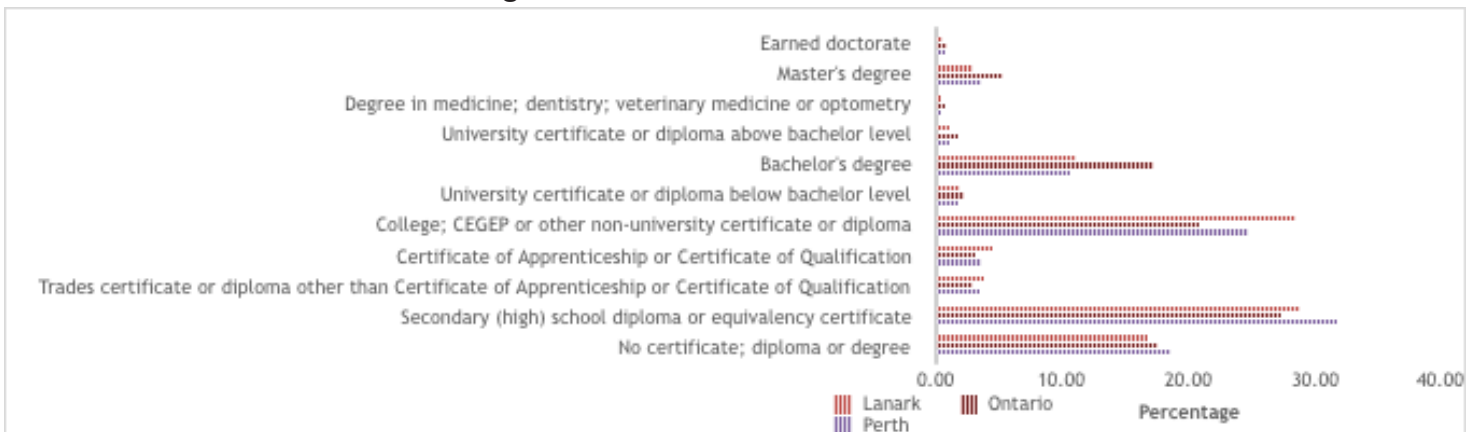 Earned doctorate
Master's degree
Degree in medicine; dentistry; veterinary medicine or optometry
University certificate or diploma above bachelor level
Bachelor's degree
University certificate or diploma below bachelor level
College; CEGEP or other non-university certificate or diploma
Certificate of Apprenticeship or Certificate of Qualification
Trades certificate or diploma other than Certificate of Apprenticeship or Certificate of Qualification
Secondary (high) school diploma or equivalency certificate
No certificate; diploma or degree
0.00 10.00 20.00 30.00 40.00
Lanark Ontario
Percentage
Perth